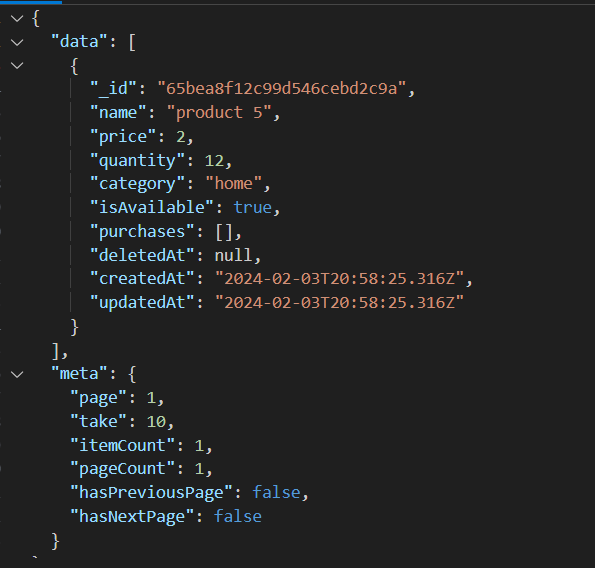 {
"data": [
{
"_id": "65bea8f12c99d546cebd2c9a",
"name": "product 5",
"price": 2,
"quantity": 12,
"category": "home",
"isAvailable": true,
"purchases": [],
"deletedAt": null,
"createdAt": "2024-02-03T20:58:25.316Z",
"updatedAt": "2024-02-03T20:58:25.316Z"
}
],
"meta": {
"page": 1,
"take": 10,
"itemCount": 1,
"pageCount": 1,
"hasPreviousPage": false,
"hasNextPage": false
}